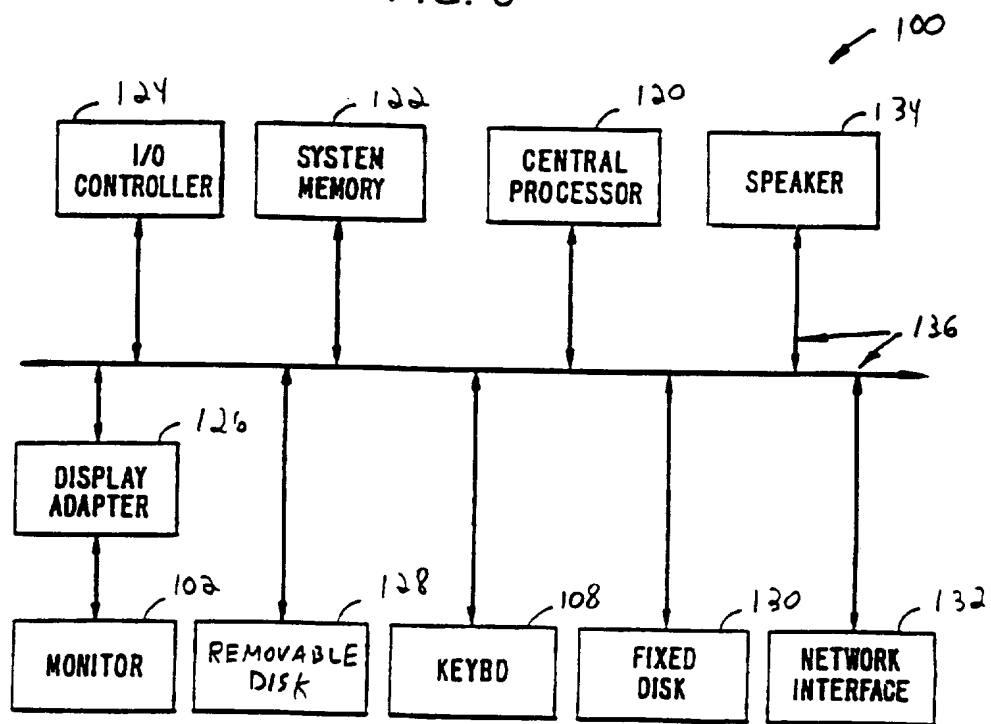 100
124
122
120
134
I/O
CONTROLLER
SYSTEM
MEMORY
CENTRAL
PROCESSOR
SPEAKER
136
126
DISPLAY
ADAPTER
102
128
108
130
132
MONITOR
REMOVABLE
DISK
KEYBD
FIXED
DISK
NETWORK
INTERFACE